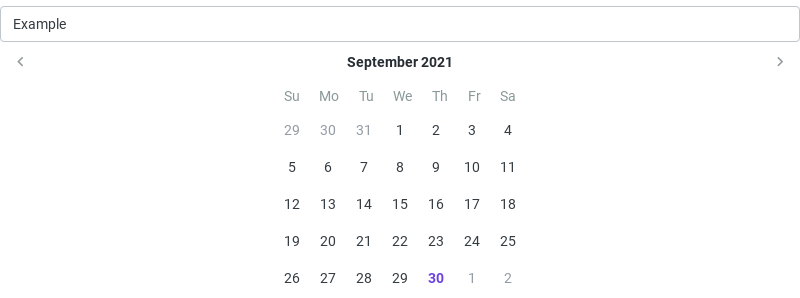 Example
September 2021
Su Mo Tu We Th Fr Sa
29 30 31 1 2 3 4
5 6 7 8 9 10 11
12 13 14 15 16 17 18
19 20 21 22 23 24 25
26 27 28 29 30 1 2